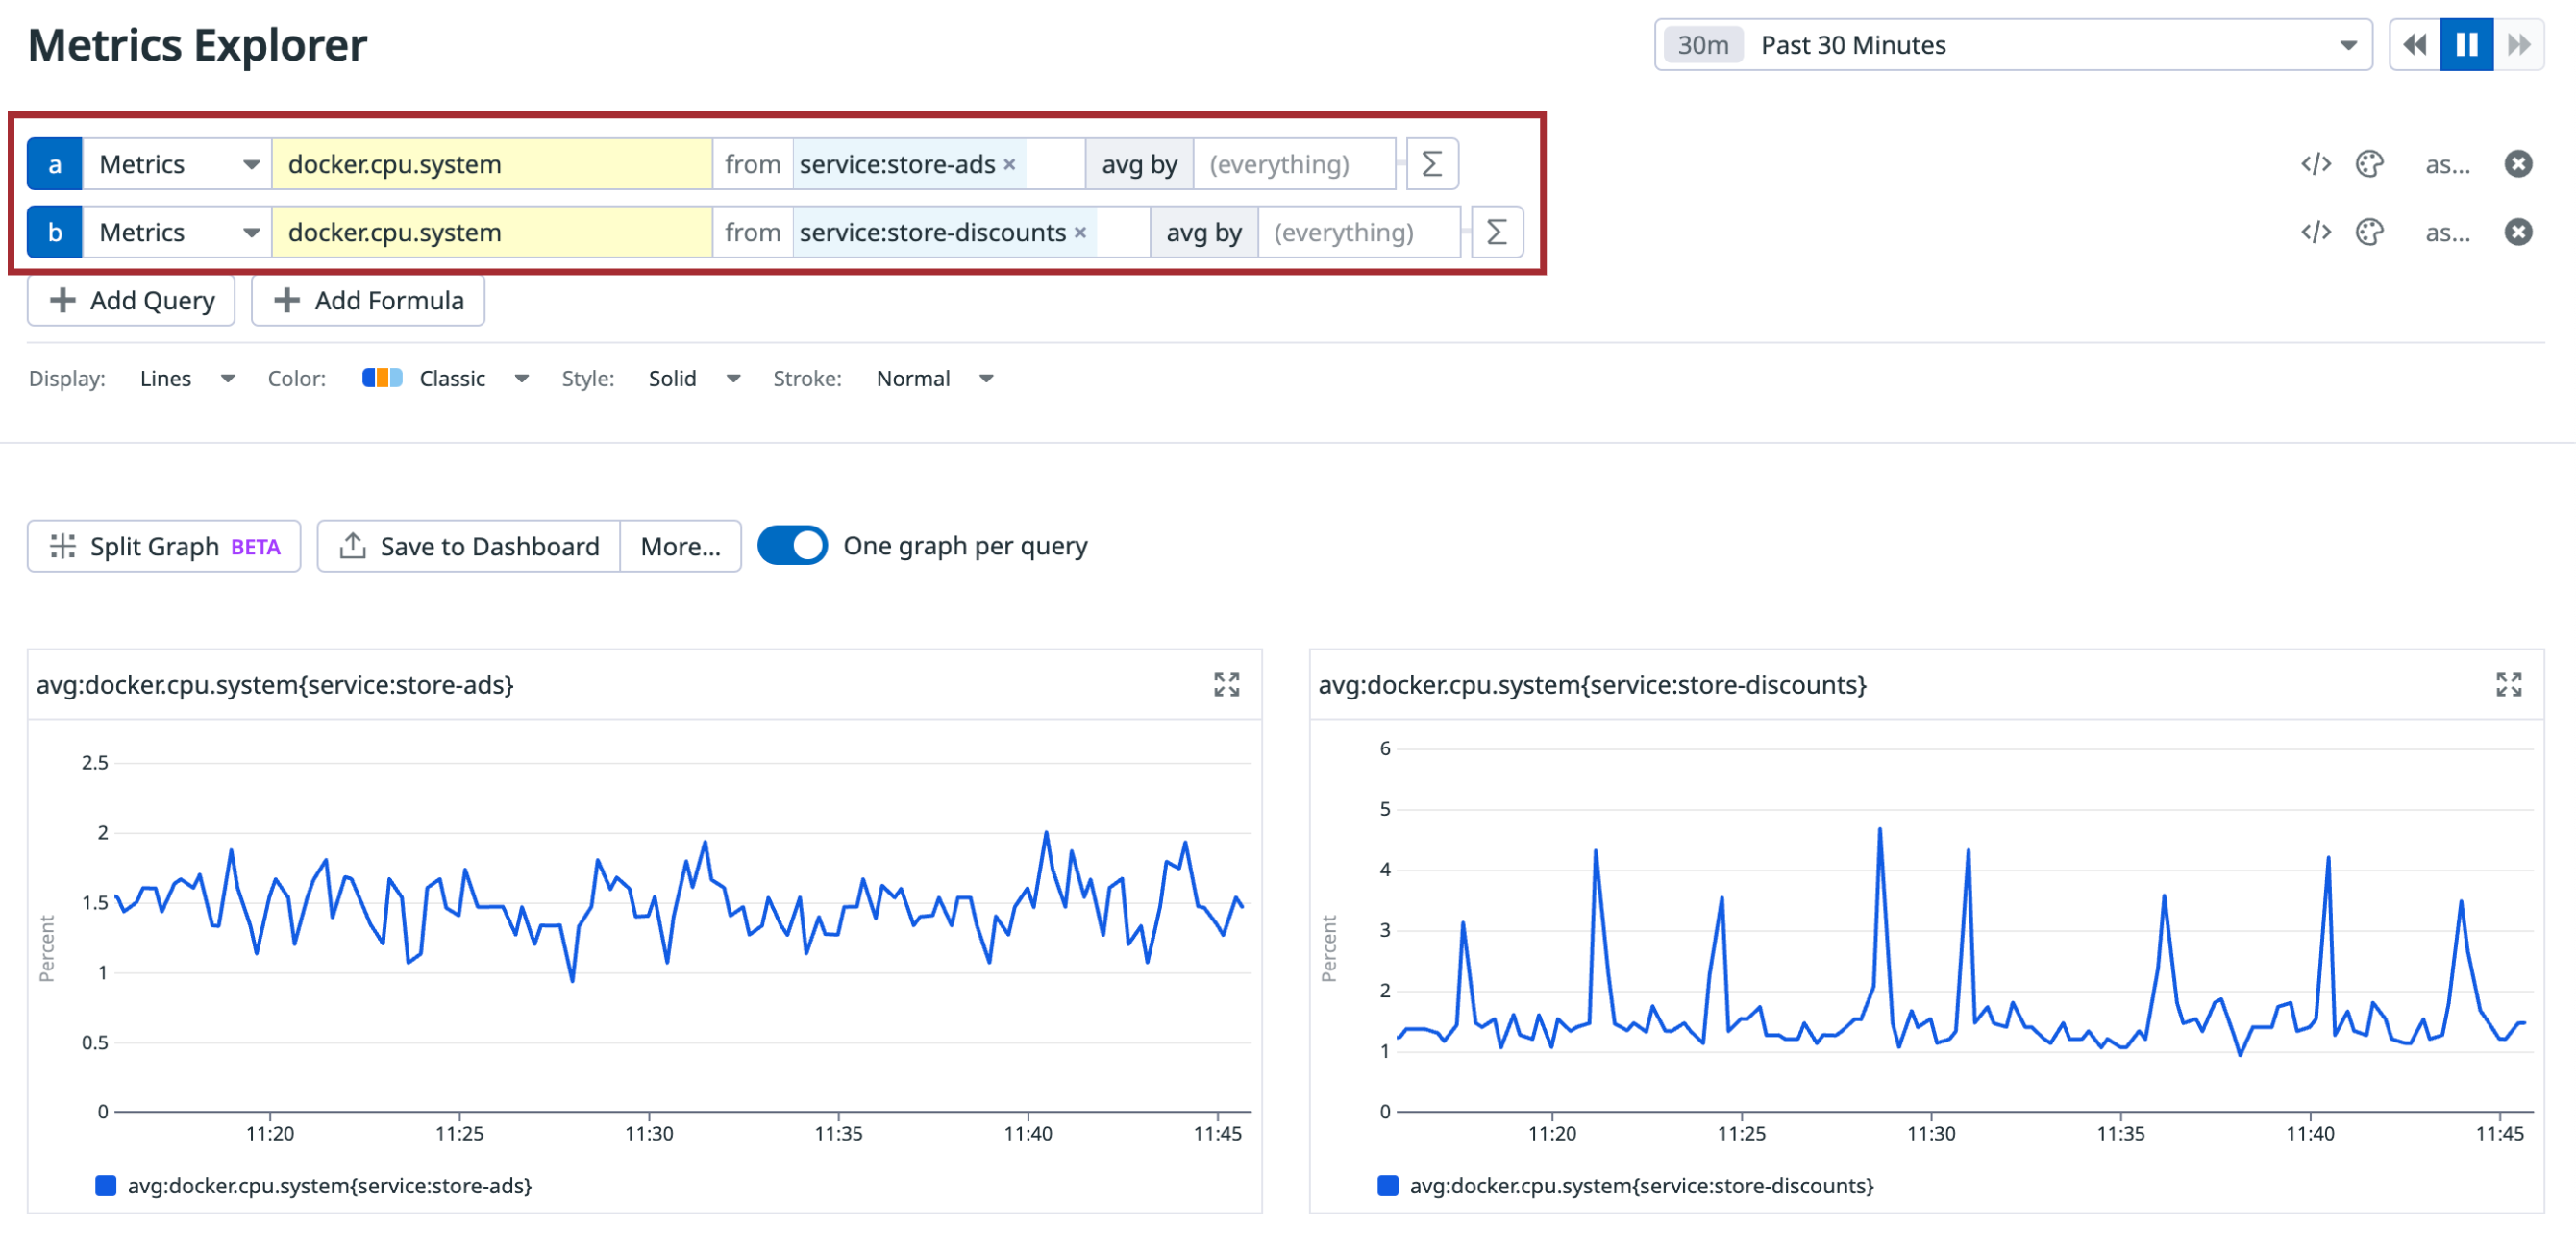 Metrics Explorer
30m Past 30 Minutes
a Metrics docker.cpu.system from service:store-ads × avg by (everything) Σ </> as...
b Metrics docker.cpu.system from service:store-discounts × avg by (everything) Σ </> as...
+ Add Query + Add Formula
Display: Lines Color: Classic Style: Solid Stroke: Normal
Split Graph BETA Save to Dashboard More... One graph per query
avg:docker.cpu.system{service:store-ads}
2.5
2
1.5
1
0.5
0
Percent
11:20 11:25 11:30 11:35 11:40 11:45
avg:docker.cpu.system{service:store-ads}
avg:docker.cpu.system{service:store-discounts}
6
5
4
3
2
1
0
Percent
11:20 11:25 11:30 11:35 11:40 11:45
avg:docker.cpu.system{service:store-discounts}